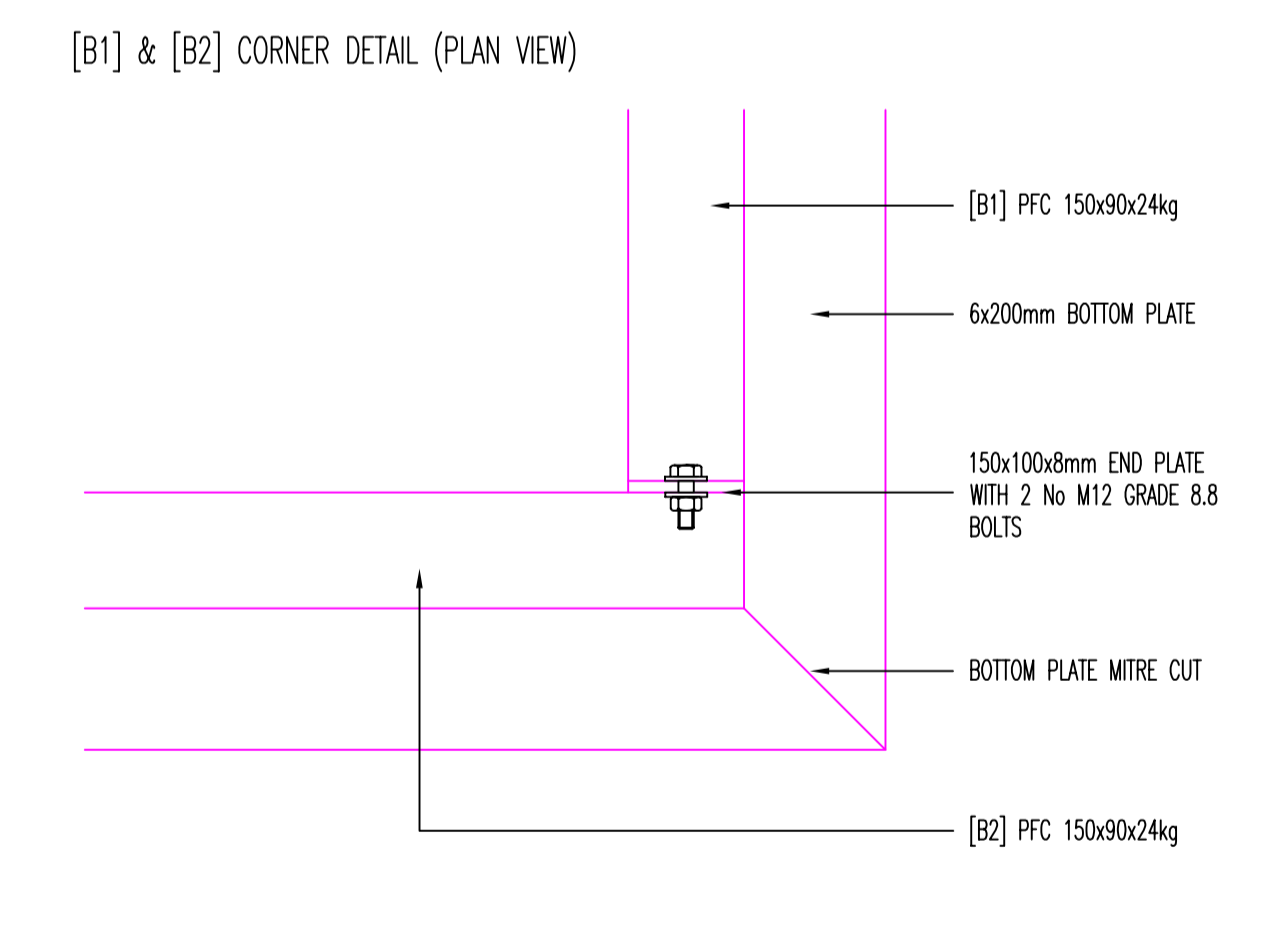 [B1] & [B2] CORNER DETAIL (PLAN VIEW)
[B1] PFC 150x90x24kg
6x200mm BOTTOM PLATE
150x100x8mm END PLATE
WITH 2 No M12 GRADE 8.8
BOLTS
BOTTOM PLATE MITRE CUT
[B2] PFC 150x90x24kg